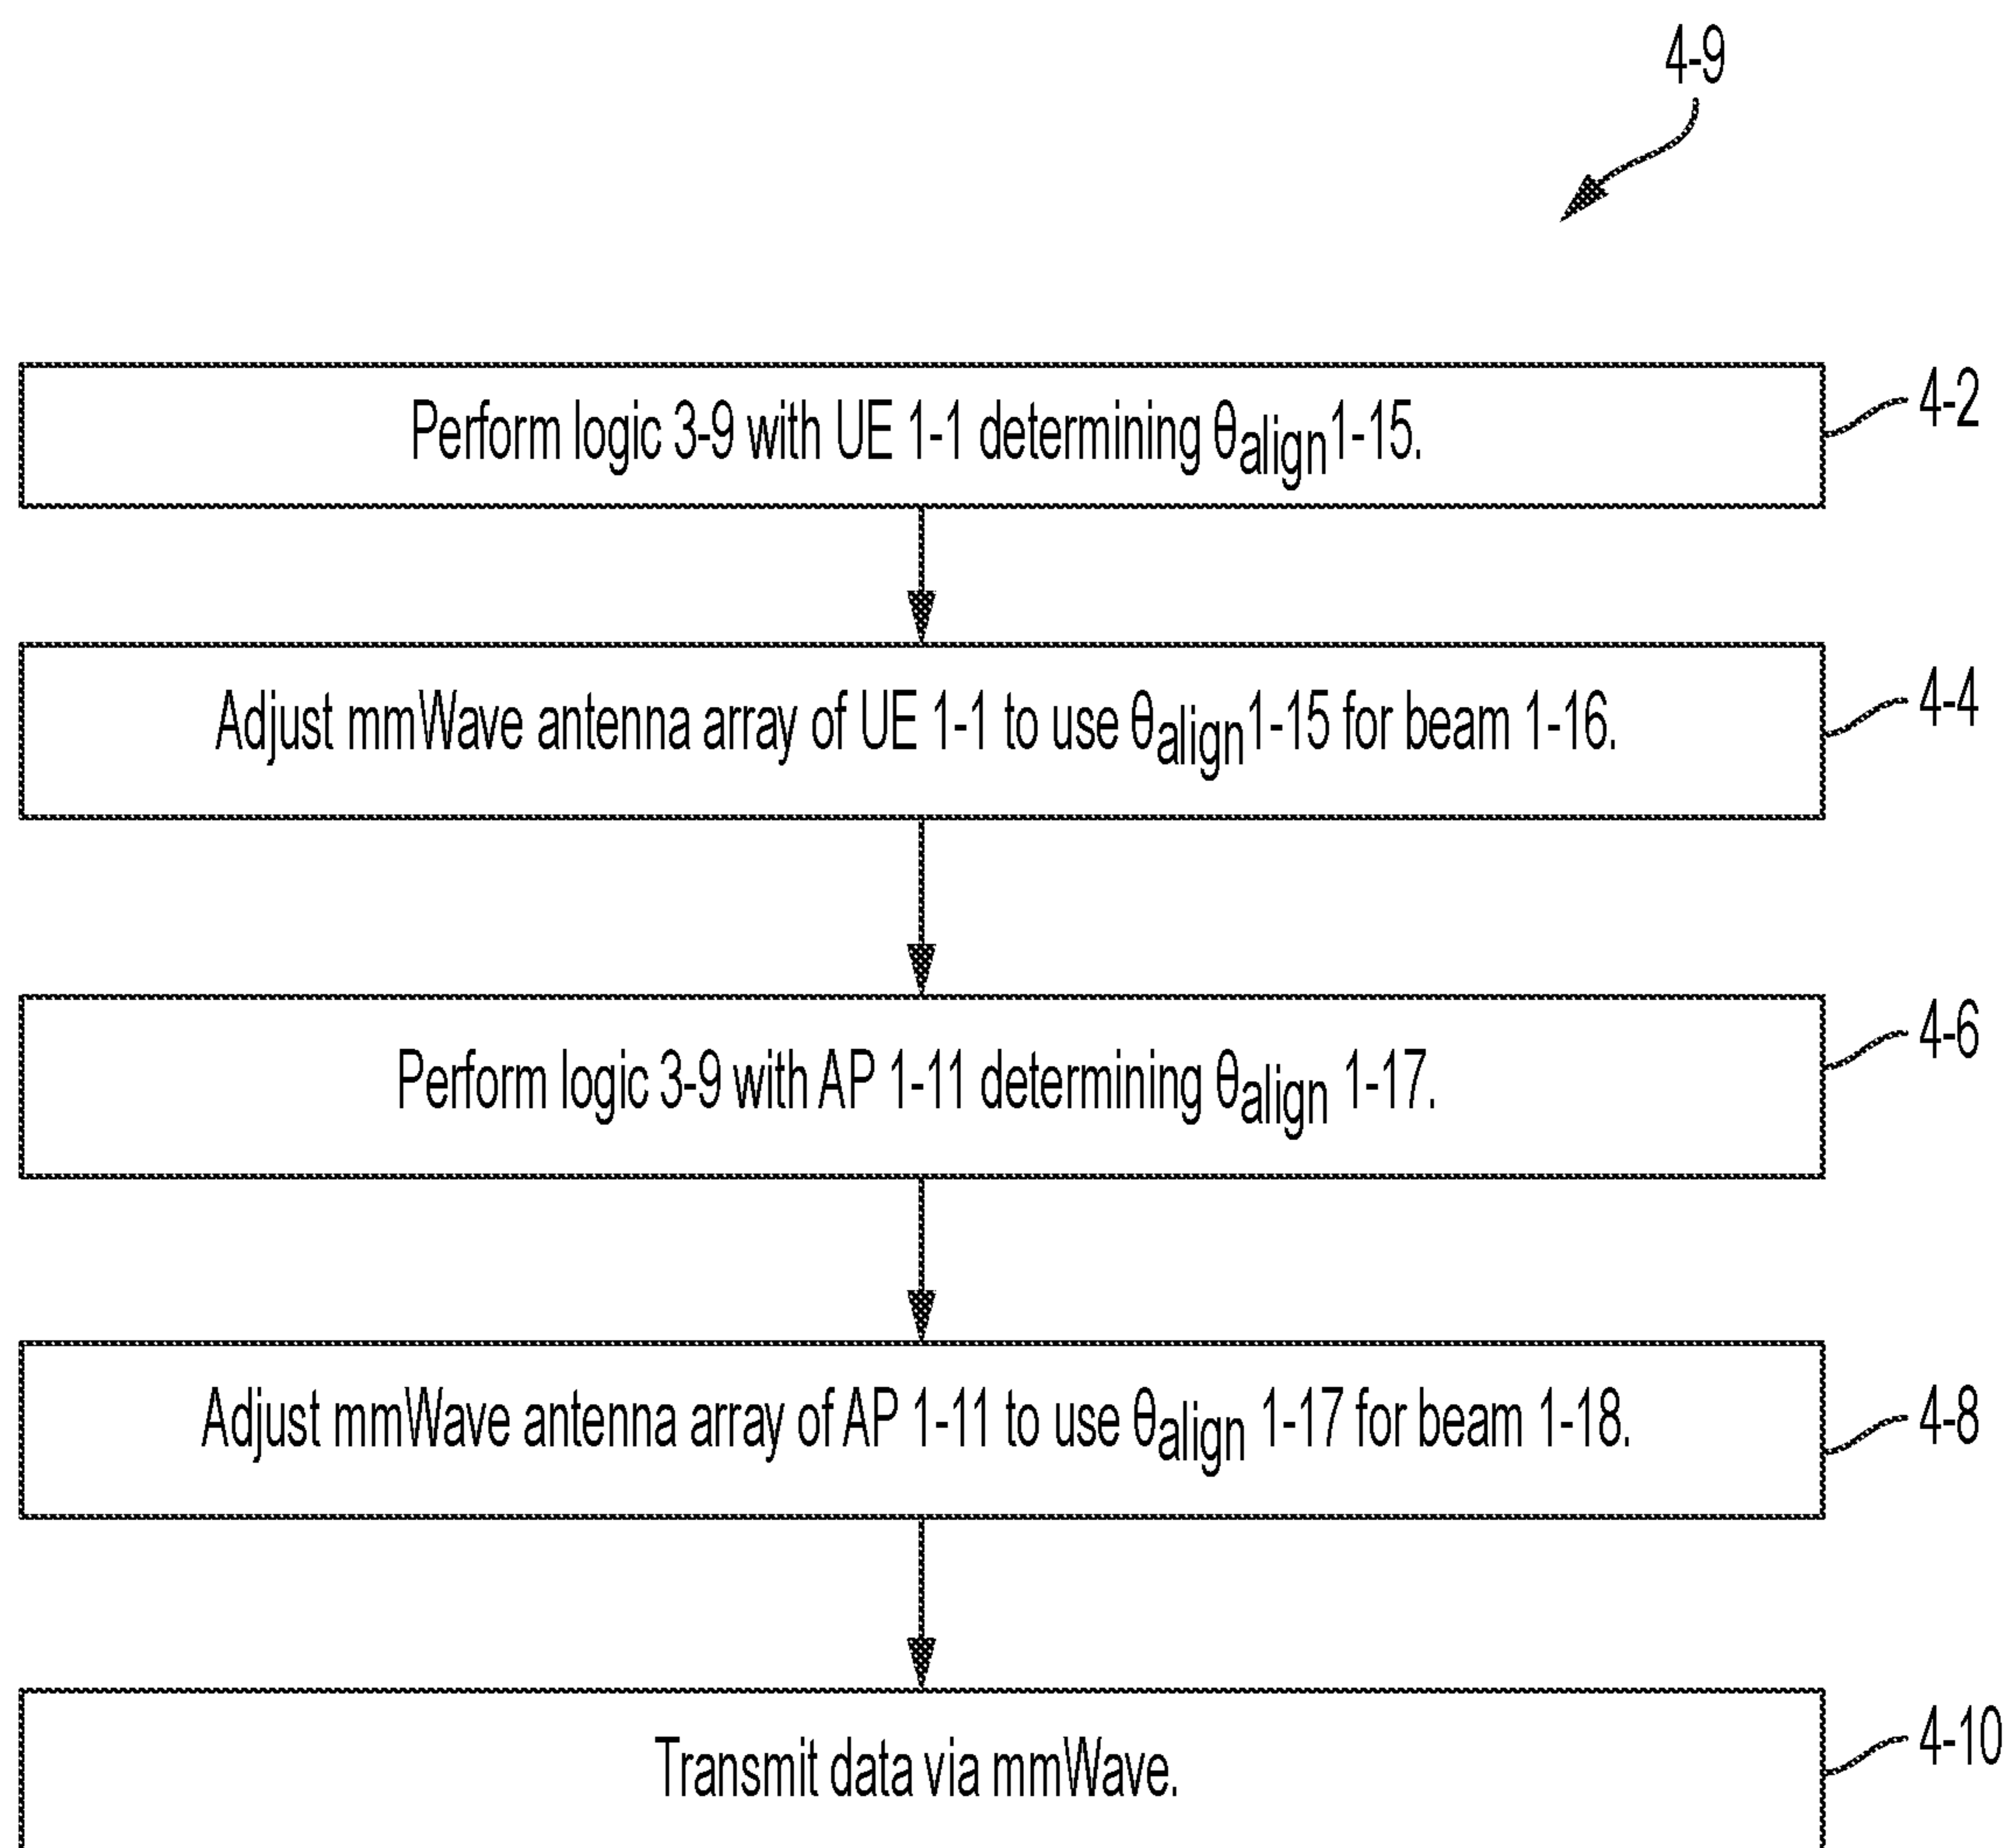 4-9
Perform logic 3-9 with UE 1-1 determining θalign1-15.
4-2
Adjust mmWave antenna array of UE 1-1 to use θalign1-15 for beam 1-16.
4-4
Perform logic 3-9 with AP 1-11 determining θalign 1-17.
4-6
Adjust mmWave antenna array of AP 1-11 to use θalign 1-17 for beam 1-18.
4-8
Transmit data via mmWave.
4-10